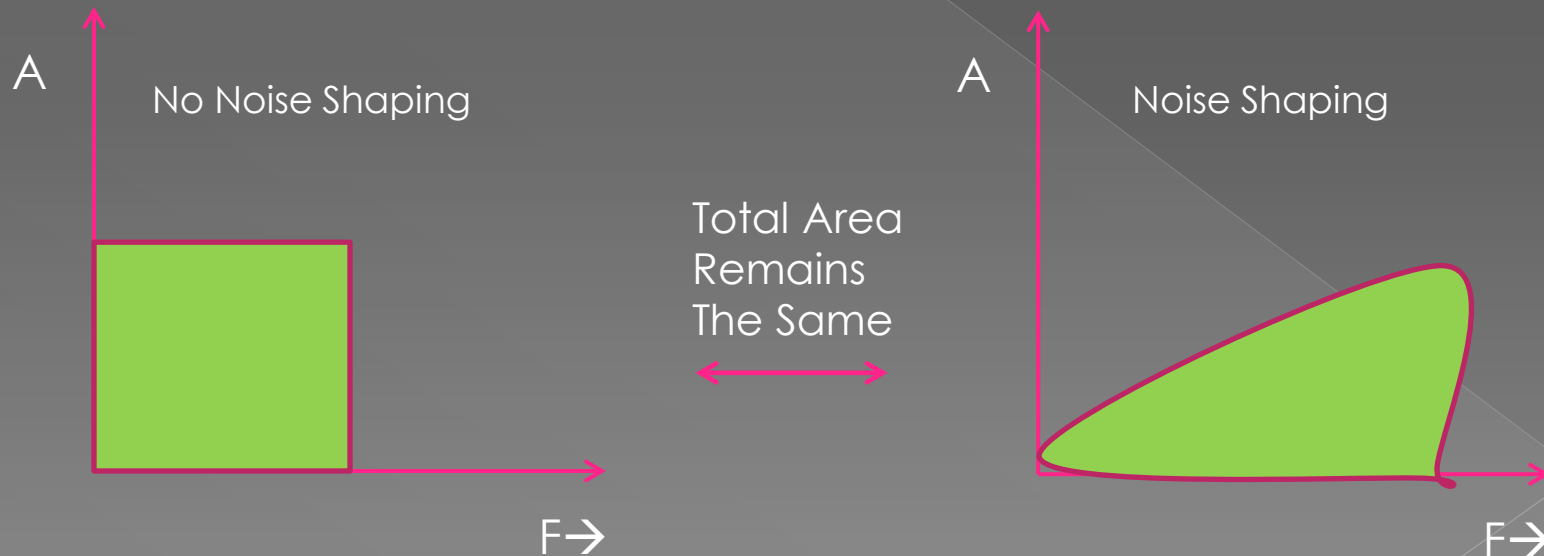 A
No Noise Shaping
F→
Total Area
Remains
The Same
A
Noise Shaping
F→